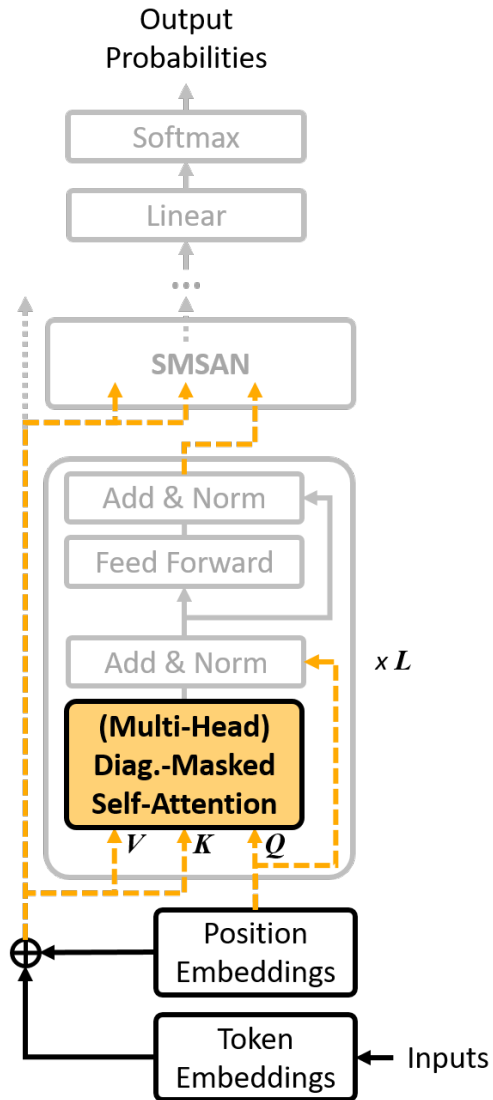 Output
Probabilities
Softmax
Linear
...
SMSAN
Add & Norm
Feed Forward
Add & Norm
x L
(Multi-Head)
Diag.-Masked
Self-Attention
V K Q
Position
Embeddings
Token
Embeddings
Inputs